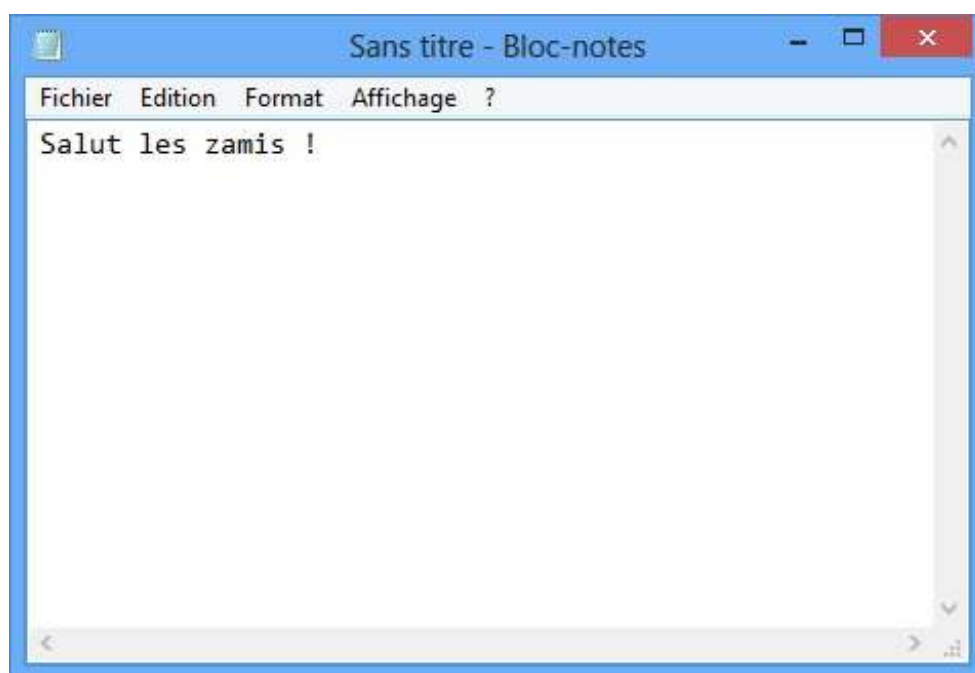 Sans titre - Bloc-notes
Fichier Edition Format Affichage ?
Salut les zamis !